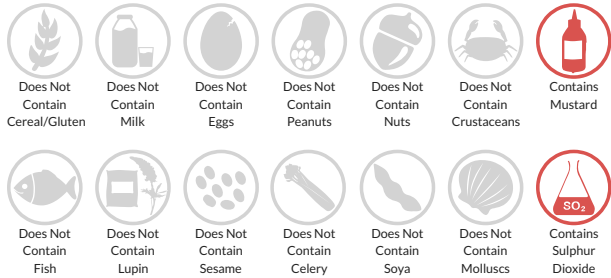 Does Not
Contain
Cereal/Gluten
Does Not
Contain
Milk
Does Not
Contain
Eggs
Does Not
Contain
Peanuts
Does Not
Contain
Nuts
Does Not
Contain
Crustaceans
Contains
Mustard
SO₂
Does Not
Contain
Fish
Does Not
Contain
Lupin
Does Not
Contain
Sesame
Does Not
Contain
Celery
Does Not
Contain
Soya
Does Not
Contain
Molluscs
Contains
Sulphur
Dioxide